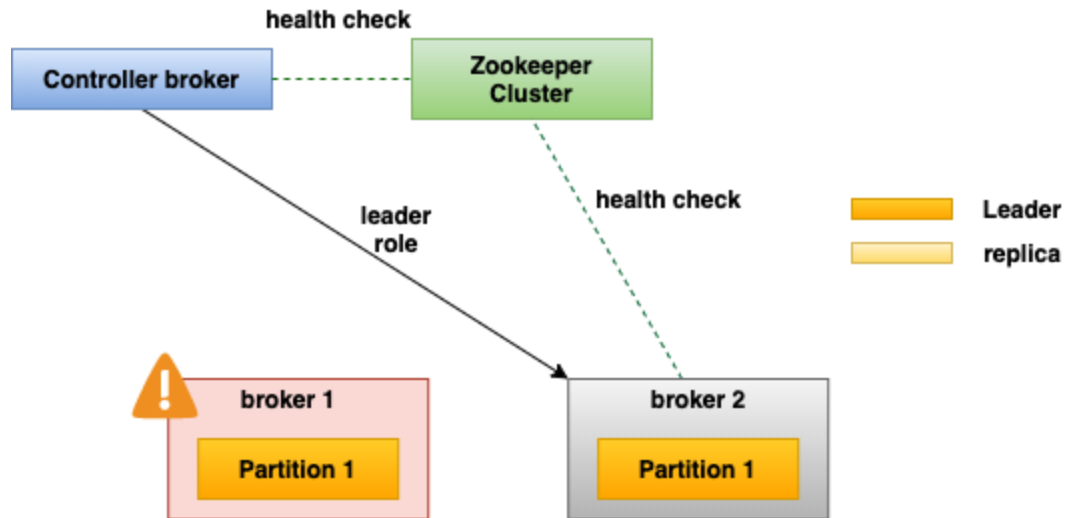 health check
Controller broker
Zookeeper
Cluster
health check
leader
role
Leader
replica
broker 1
broker 2
Partition 1
Partition 1